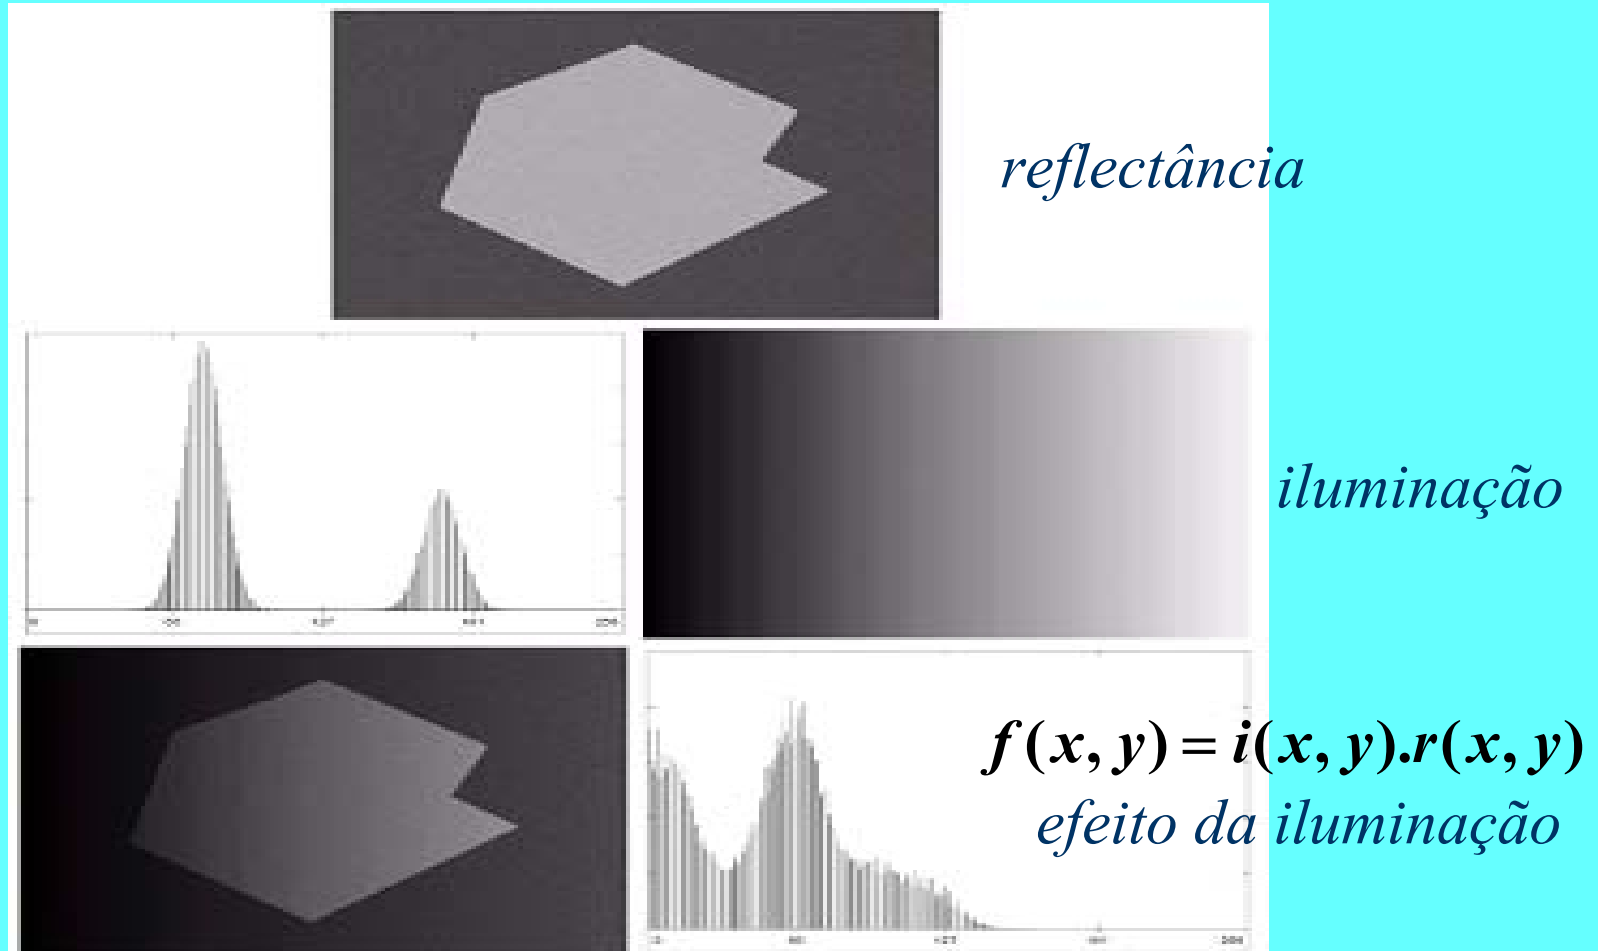 reflectância
iluminação
f(x, y) = i(x, y).r(x, y)
efeito da iluminação